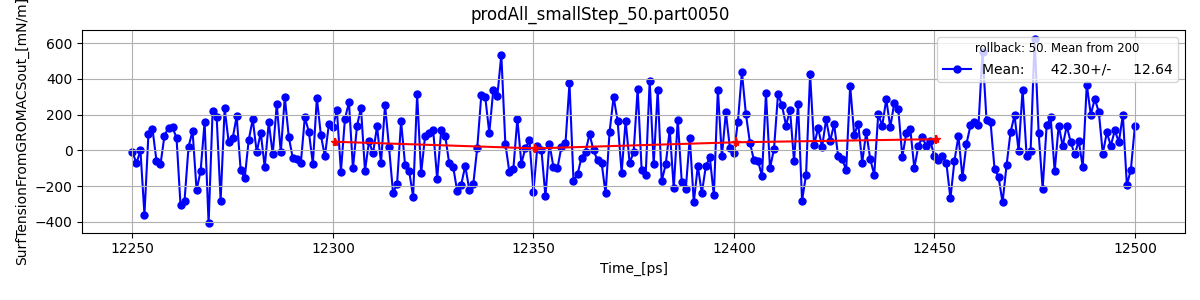 prodAll_smallStep_50.part0050
SurfTensionFromGROMACSout_[mN/m]
600
400
200
0
−200
−400
rollback: 50. Mean from 200
Mean: 42.30+/- 12.64
12250
12300
12350
12400
12450
12500
Time_[ps]